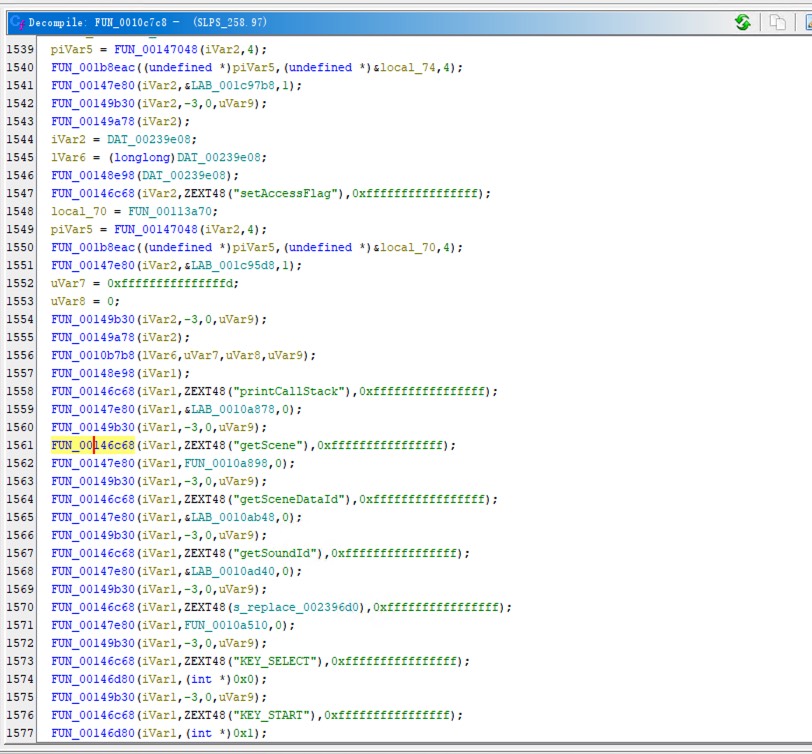 Decompile: FUN_0010c7c8 – (SLPS_258.97)
1539 piVar5 = FUN_00147048(iVar2,4);
1540 FUN_001b8eac((undefined *)piVar5,(undefined *)&local_74,4);
1541 FUN_00147e80(iVar2,&LAB_001c97b8,1);
1542 FUN_00149b30(iVar2,-3,0,uVar9);
1543 FUN_00149a78(iVar2);
1544 iVar2 = DAT_00239e08;
1545 lVar6 = (longlong)DAT_00239e08;
1546 FUN_00148e98(DAT_00239e08);
1547 FUN_00146c68(iVar2,ZEXT48("setAccessFlag"),0xffffffffffffffff);
1548 local_70 = FUN_00113a70;
1549 piVar5 = FUN_00147048(iVar2,4);
1550 FUN_001b8eac((undefined *)piVar5,(undefined *)&local_70,4);
1551 FUN_00147e80(iVar2,&LAB_001c95d8,1);
1552 uVar7 = 0xfffffffffffffffd;
1553 uVar8 = 0;
1554 FUN_00149b30(iVar2,-3,0,uVar9);
1555 FUN_00149a78(iVar2);
1556 FUN_0010b7b8(lVar6,uVar7,uVar8,uVar9);
1557 FUN_00148e98(iVar1);
1558 FUN_00146c68(iVar1,ZEXT48("printCallStack"),0xffffffffffffffff);
1559 FUN_00147e80(iVar1,&LAB_0010a878,0);
1560 FUN_00149b30(iVar1,-3,0,uVar9);
1561 FUN_00146c68(iVar1,ZEXT48("getScene"),0xffffffffffffffff);
1562 FUN_00147e80(iVar1,FUN_0010a898,0);
1563 FUN_00149b30(iVar1,-3,0,uVar9);
1564 FUN_00146c68(iVar1,ZEXT48("getSceneDataId"),0xffffffffffffffff);
1565 FUN_00147e80(iVar1,&LAB_0010ab48,0);
1566 FUN_00149b30(iVar1,-3,0,uVar9);
1567 FUN_00146c68(iVar1,ZEXT48("getSoundId"),0xffffffffffffffff);
1568 FUN_00147e80(iVar1,&LAB_0010ad40,0);
1569 FUN_00149b30(iVar1,-3,0,uVar9);
1570 FUN_00146c68(iVar1,ZEXT48(s_replace_002396d0),0xffffffffffffffff);
1571 FUN_00147e80(iVar1,FUN_0010a510,0);
1572 FUN_00149b30(iVar1,-3,0,uVar9);
1573 FUN_00146c68(iVar1,ZEXT48("KEY_SELECT"),0xffffffffffffffff);
1574 FUN_00146d80(iVar1,(int *)0x0);
1575 FUN_00149b30(iVar1,-3,0,uVar9);
1576 FUN_00146c68(iVar1,ZEXT48("KEY_START"),0xffffffffffffffff);
1577 FUN_00146d80(iVar1,(int *)0x1);